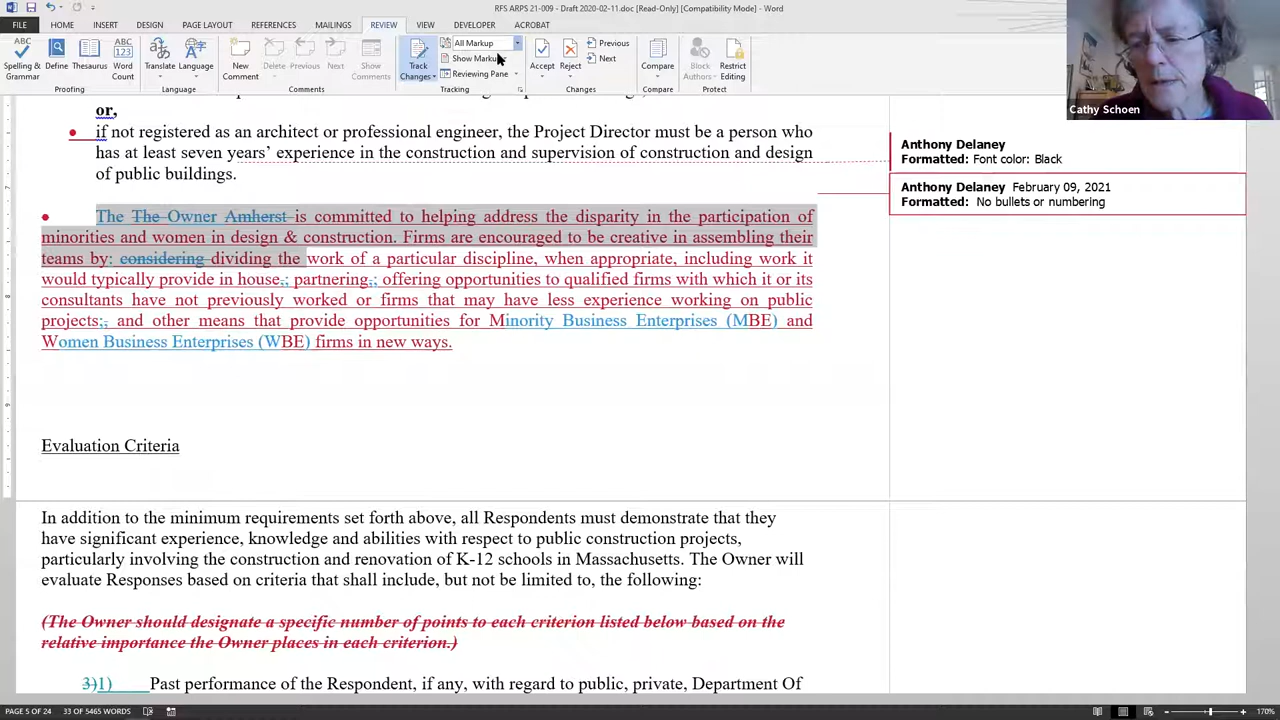 RFS ARPS 21-009 - Draft 2020-02-11.doc [Read-Only] [Compatibility Mode] - Word
FILE HOME INSERT DESIGN PAGE LAYOUT REFERENCES MAILINGS REVIEW VIEW DEVELOPER ACROBAT
Spelling & Grammar Define Thesaurus Word Count Translate Language New Comment Delete Previous Next Show Comments Track Changes All Markup Show Markup Reviewing Pane Accept Reject Previous Next Compare Block Authors Restrict Editing
Proofing Language Comments Tracking Changes Compare Protect
Cathy Schoen
or,
if not registered as an architect or professional engineer, the Project Director must be a person who
has at least seven years’ experience in the construction and supervision of construction and design
of public buildings.
Anthony Delaney
Formatted: Font color: Black
Anthony Delaney February 09, 2021
Formatted: No bullets or numbering
The The Owner Amherst is committed to helping address the disparity in the participation of
minorities and women in design & construction. Firms are encouraged to be creative in assembling their
teams by: considering dividing the work of a particular discipline, when appropriate, including work it
would typically provide in house,; partnering,; offering opportunities to qualified firms with which it or its
consultants have not previously worked or firms that may have less experience working on public
projects;, and other means that provide opportunities for Minority Business Enterprises (MBE) and
Women Business Enterprises (WBE) firms in new ways.
Evaluation Criteria
In addition to the minimum requirements set forth above, all Respondents must demonstrate that they
have significant experience, knowledge and abilities with respect to public construction projects,
particularly involving the construction and renovation of K-12 schools in Massachusetts. The Owner will
evaluate Responses based on criteria that shall include, but not be limited to, the following:
(The Owner should designate a specific number of points to each criterion listed below based on the
relative importance the Owner places in each criterion.)
3)1) Past performance of the Respondent, if any, with regard to public, private, Department Of
PAGE 5 OF 24 33 OF 5465 WORDS 170%